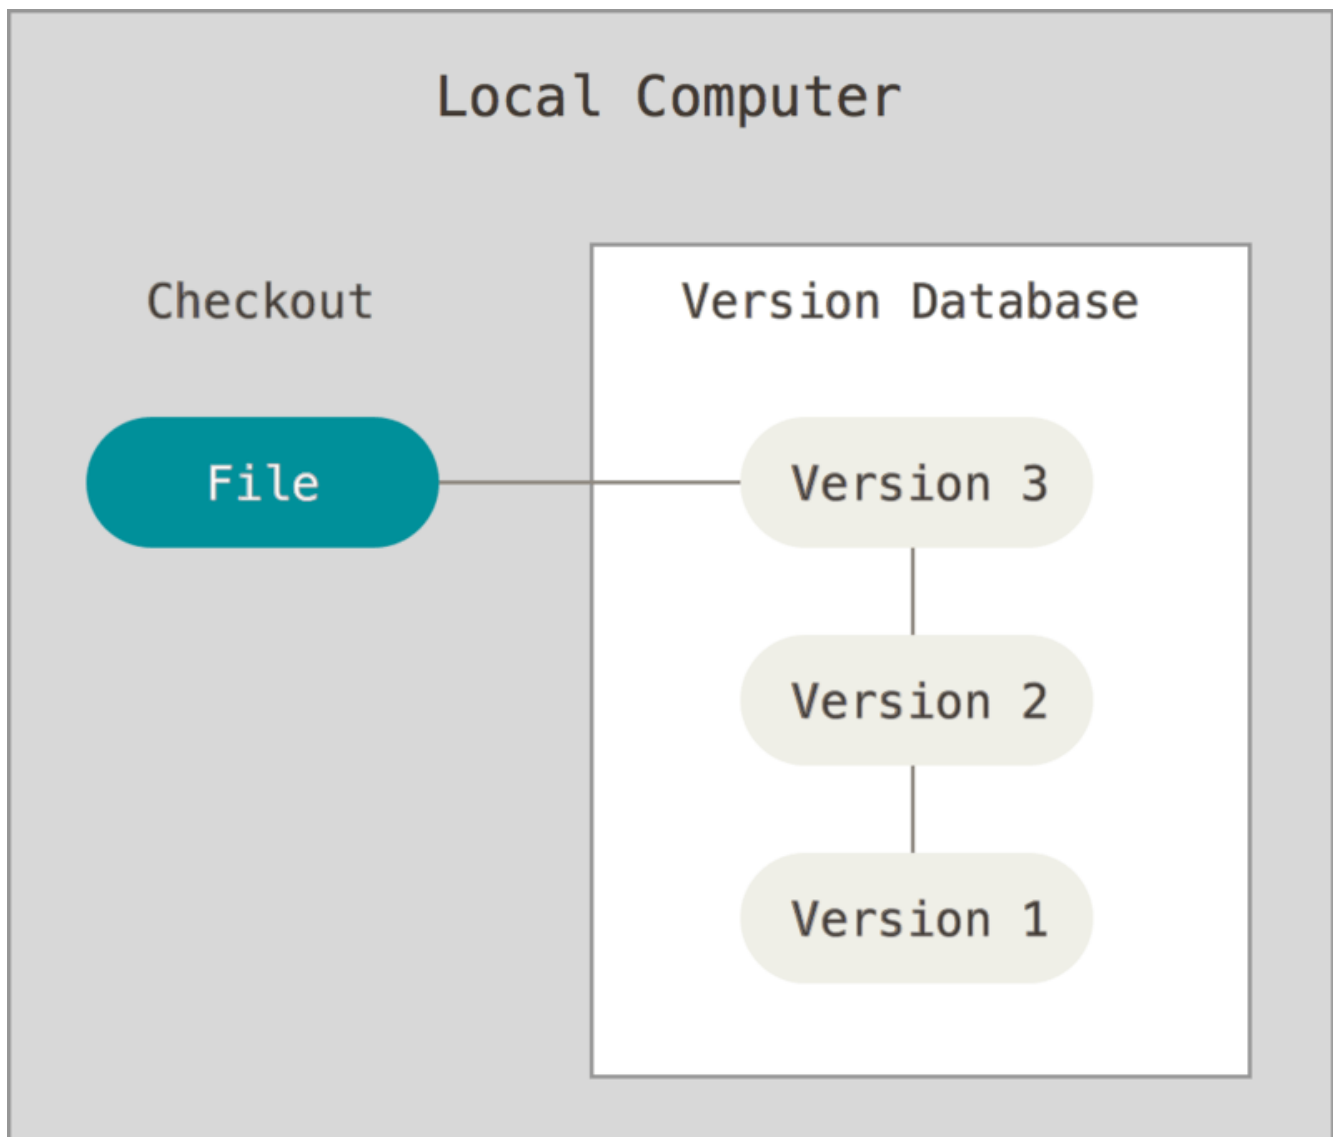 Local Computer
Checkout
Version Database
File
Version 3
Version 2
Version 1